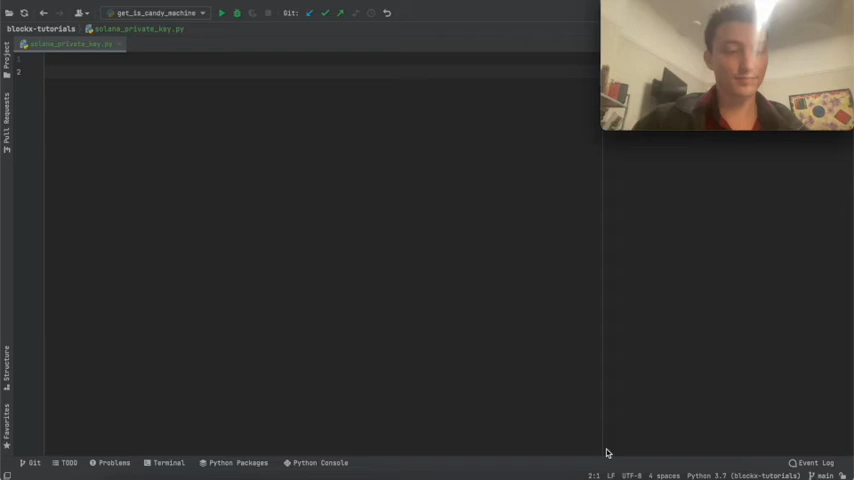 get_is_candy_machine
Git:
blockx-tutorials
solana_private_key.py
solana_private_key.py
1
2
Project
Pull Requests
Structure
Favorites
Git
TODO
Problems
Terminal
Python Packages
Python Console
Event Log
2:1
LF
UTF-8
4 spaces
Python 3.7 (blockx-tutorials)
main